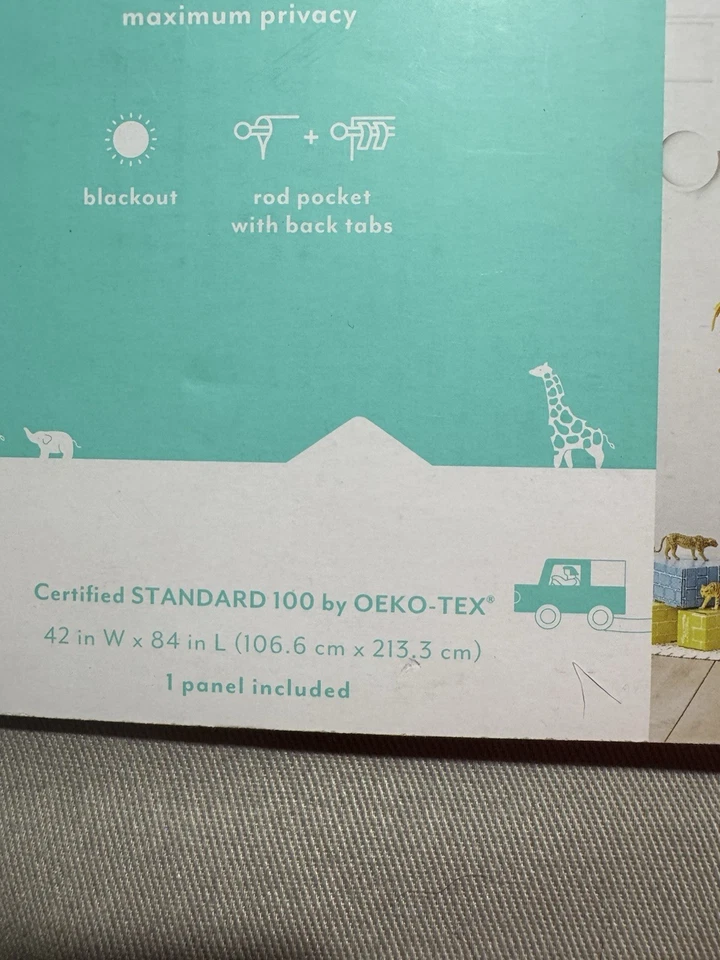 maximum privacy
+
blackout
rod pocket
with back tabs
Certified STANDARD 100 by OEKO-TEX®
42 in W x 84 in L (106.6 cm x 213.3 cm)
1 panel included